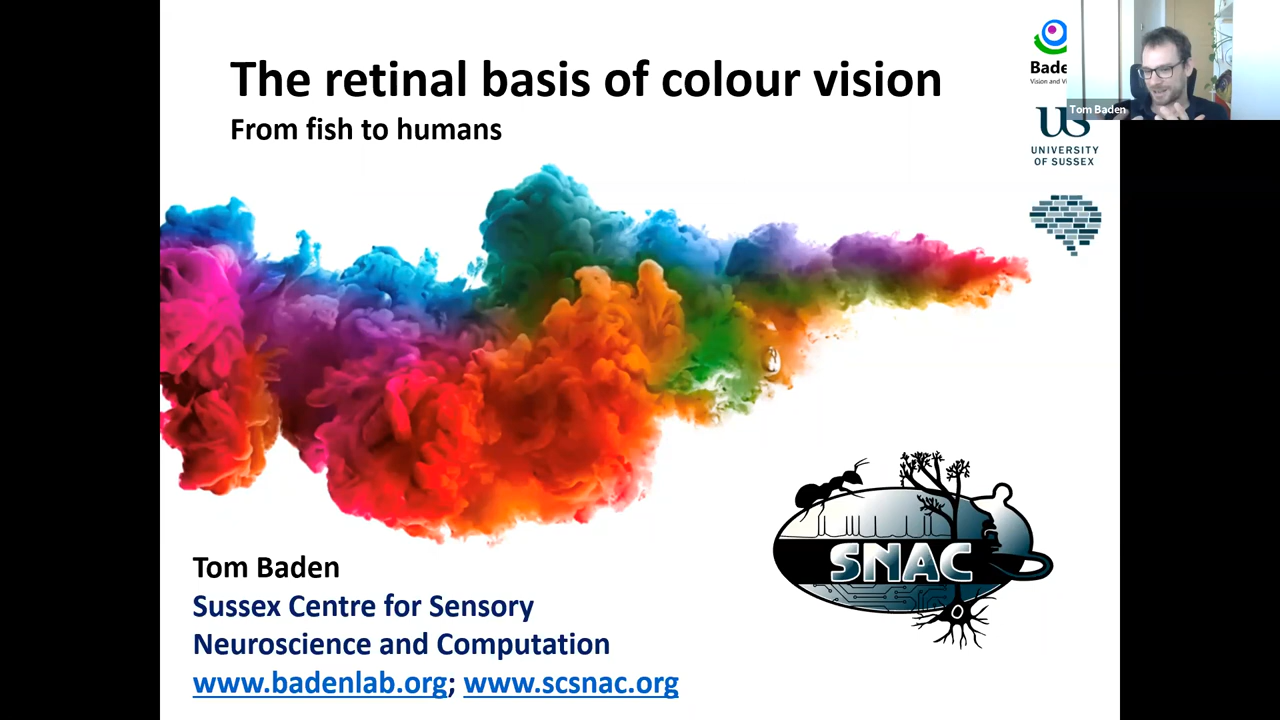 The retinal basis of colour vision
From fish to humans
Tom Baden
US
UNIVERSITY
OF SUSSEX
SNAC
Tom Baden
Sussex Centre for Sensory
Neuroscience and Computation
www.badenlab.org; www.scsnac.org